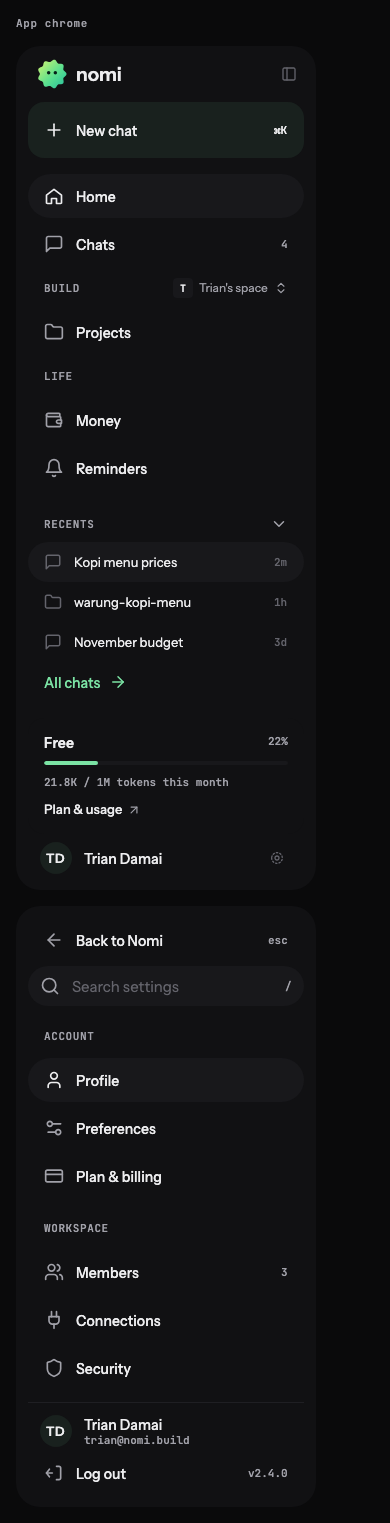 App chrome
nomi
New chat ⌘K
Home
Chats 4
BUILD T Trian's space
Projects
LIFE
Money
Reminders
RECENTS
Kopi menu prices 2m
warung-kopi-menu 1h
November budget 3d
All chats →
Free 22%
21.8K / 1M tokens this month
Plan & usage ↗
TD Trian Damai
← Back to Nomi esc
Search settings /
ACCOUNT
Profile
Preferences
Plan & billing
WORKSPACE
Members 3
Connections
Security
TD Trian Damai
trian@nomi.build
Log out v2.4.0